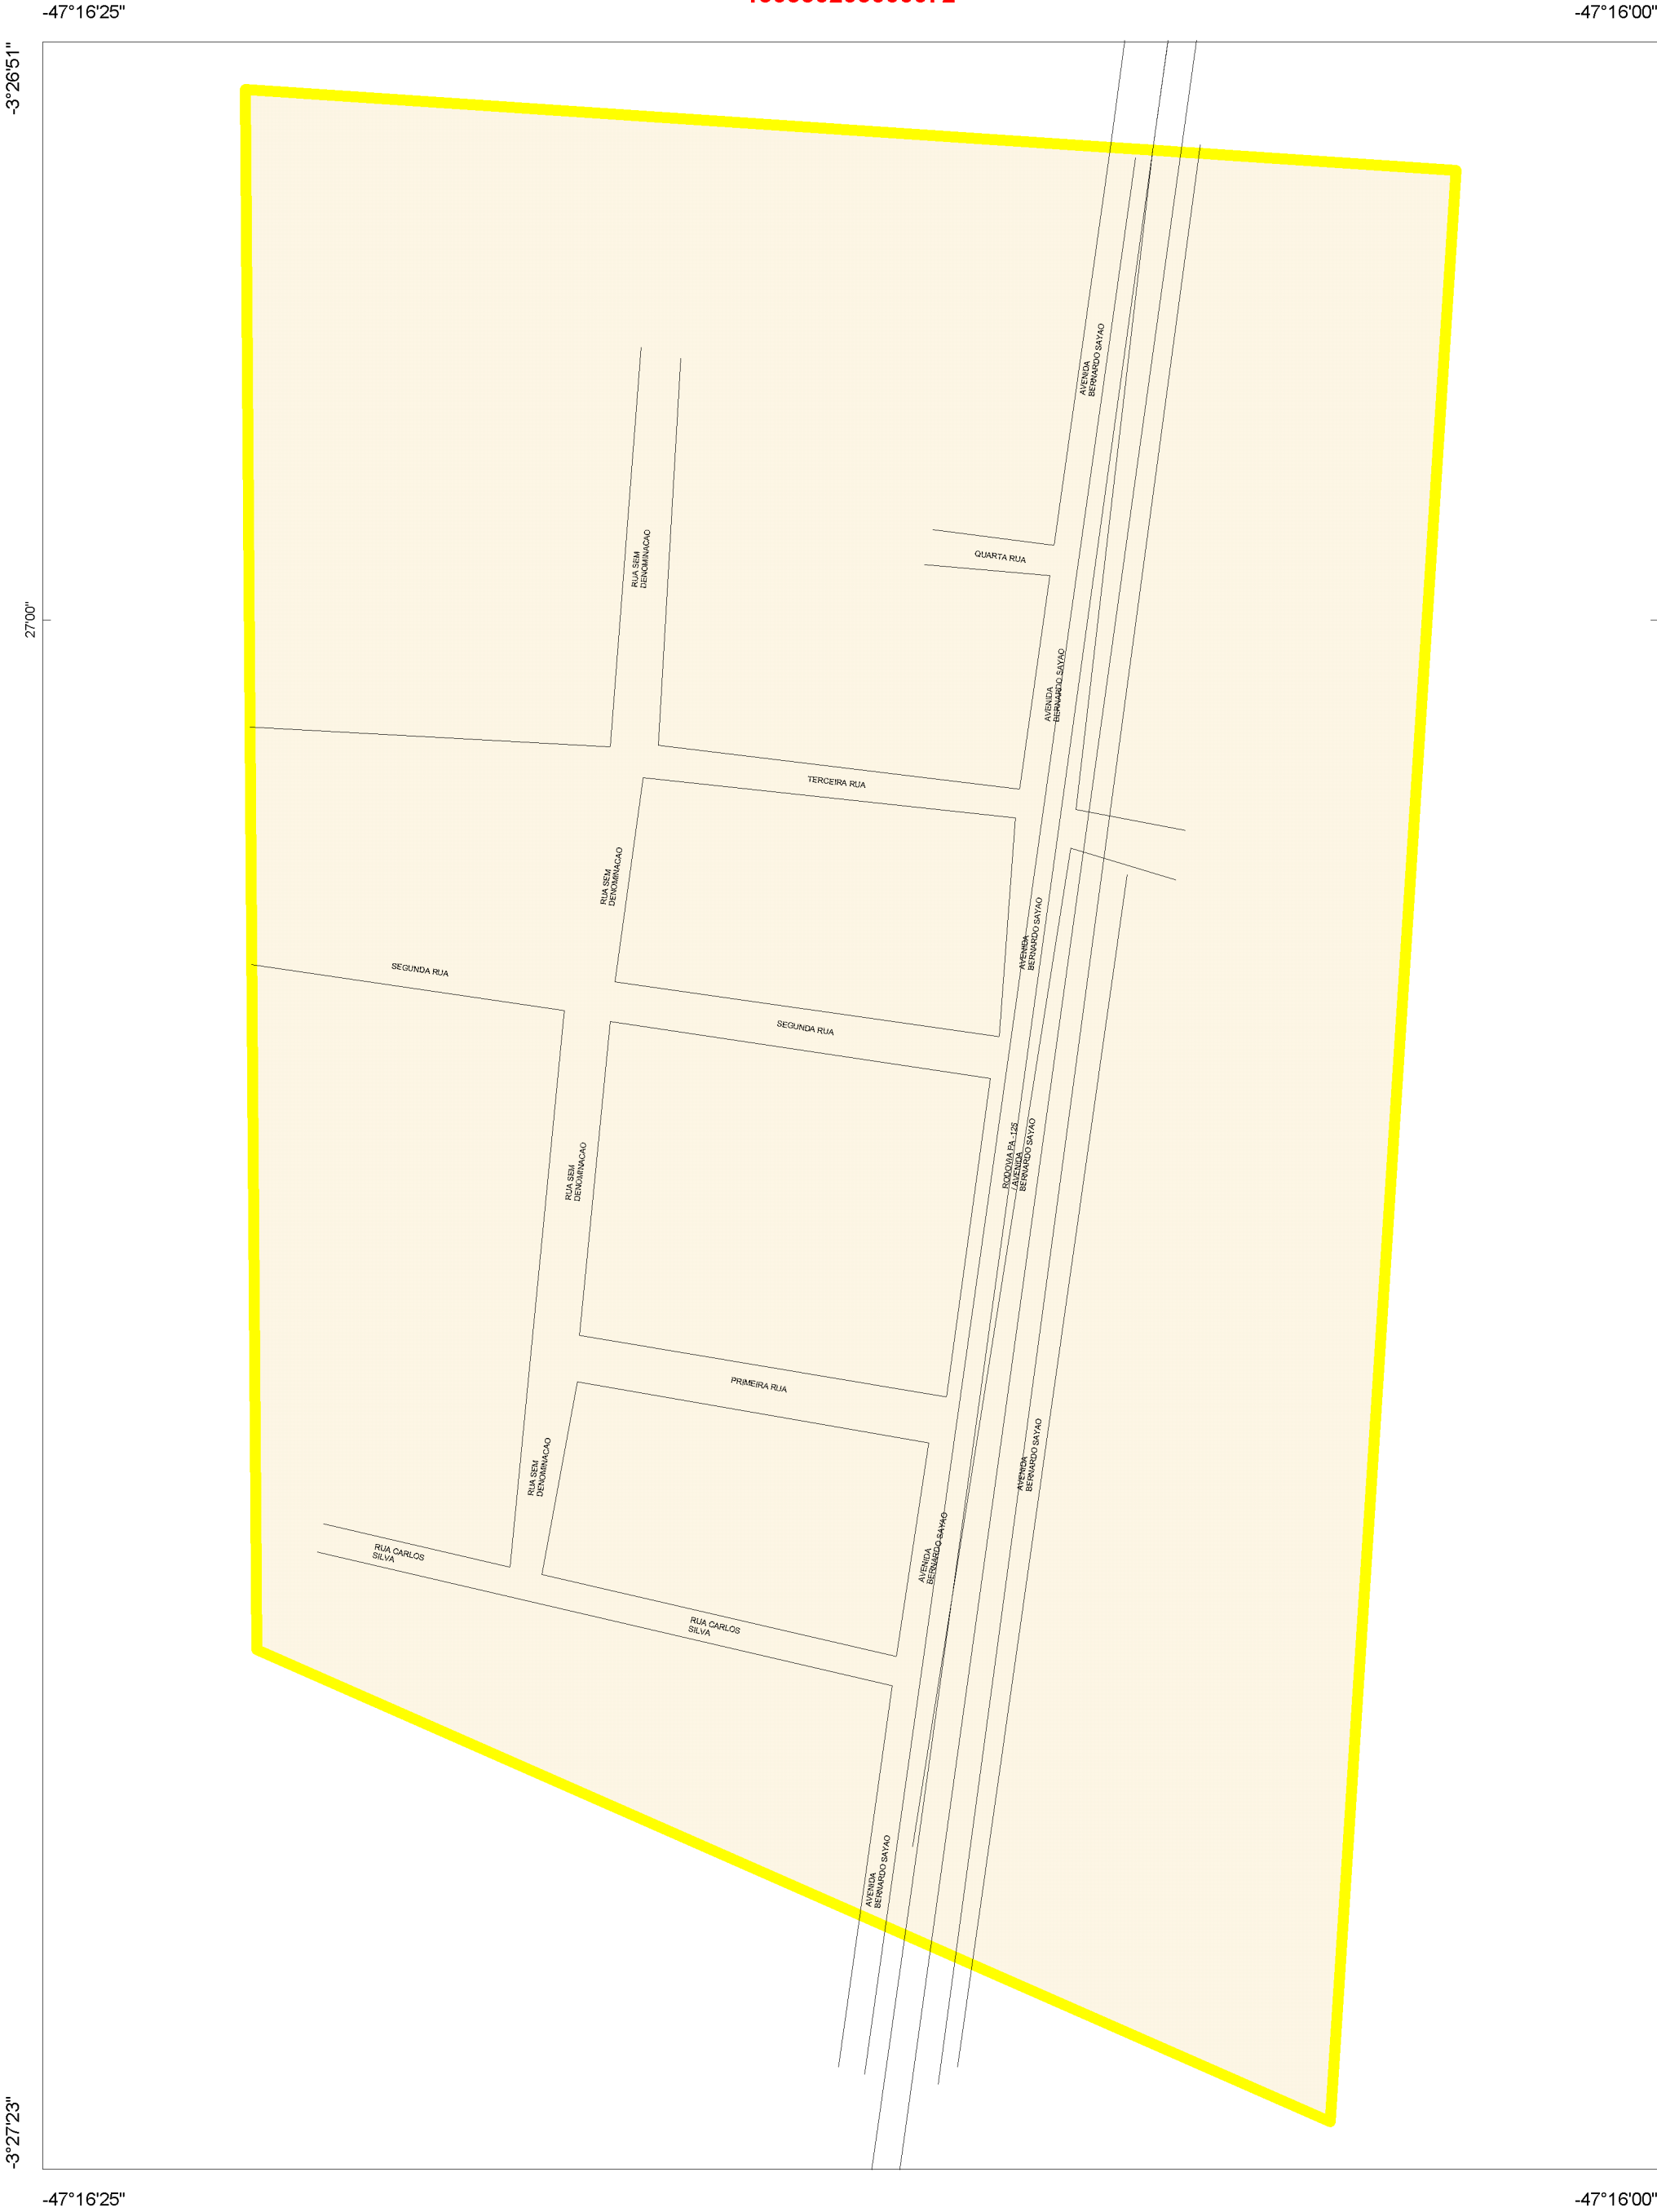 -47°16'25"
-47°16'00"
-3°26'51"
AVENIDA
BERNARDO SAYAO
RUA SEM
DENOMINACAO
QUARTA RUA
27'00"
AVENIDA
BERNARDO SAYAO
TERCEIRA RUA
RUA SEM
DENOMINACAO
AVENIDA
BERNARDO SAYAO
SEGUNDA RUA
SEGUNDA RUA
RODOVIA PA -125
/ AVENIDA
BERNARDO SAYAO
RUA SEM
DENOMINACAO
PRIMEIRA RUA
AVENIDA
BERNARDO SAYAO
RUA SEM
DENOMINACAO
RUA CARLOS
SILVA
AVENIDA
BERNARDO SAYAO
RUA CARLOS
SILVA
AVENIDA
BERNARDO SAYAO
-3°27'23"
-47°16'25"
-47°16'00"